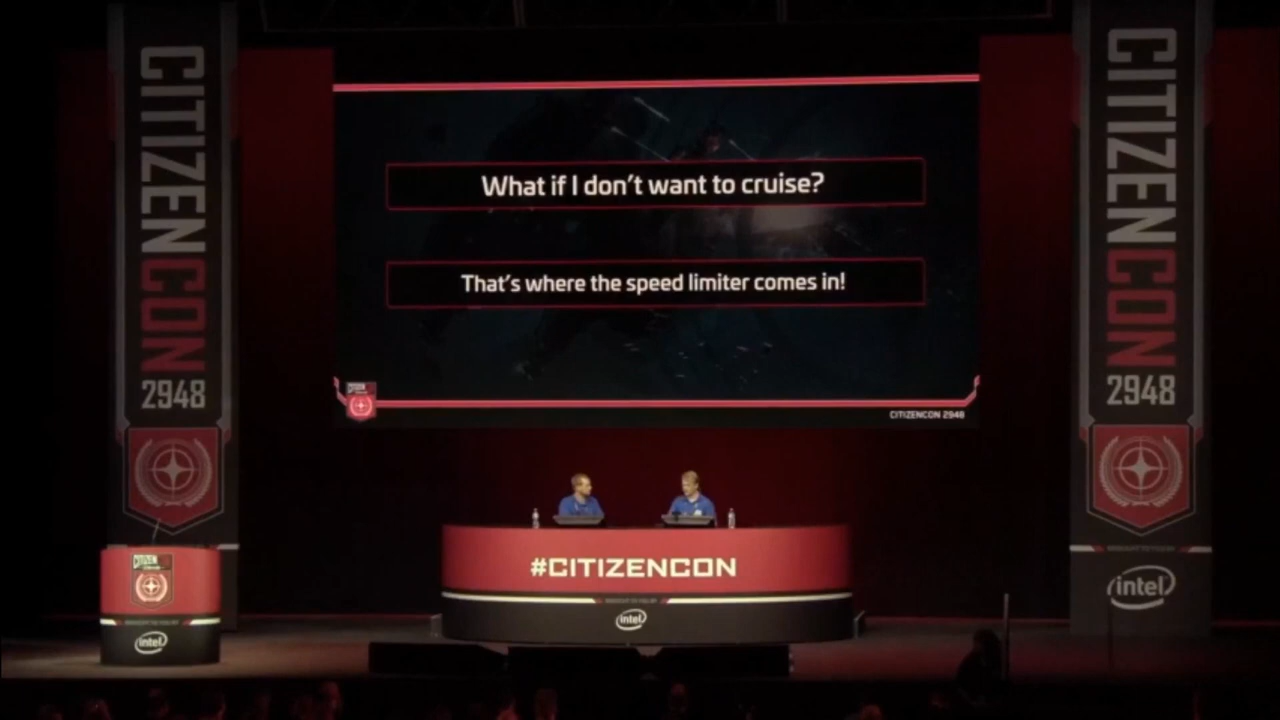 CITIZENCON
2948
What if I don't want to cruise?
That's where the speed limiter comes in!
CITIZENCON 2948
CITIZENCON
2948
#CITIZENCON
intel
CITIZEN
intel
intel